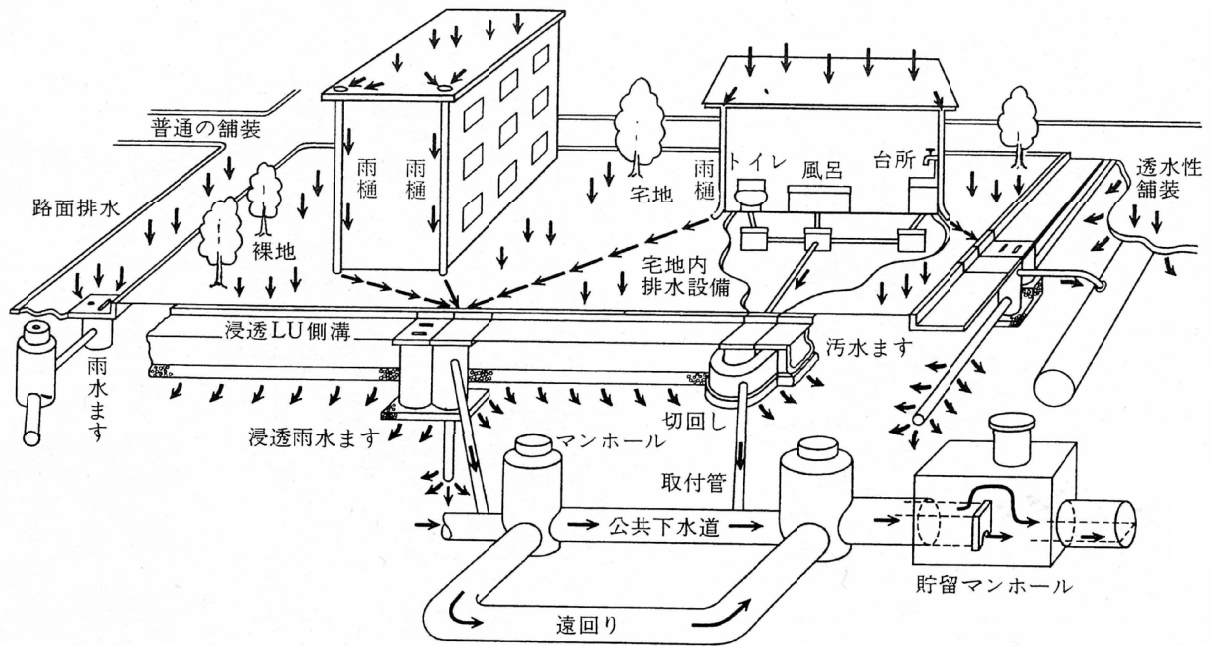 普通の舗装
路面排水
裸地
雨樋
雨樋
宅地
雨樋
トイレ
風呂
台所
透水性
舗装
宅地内
排水設備
浸透LU側溝
雨水ます
浸透雨水ます
汚水ます
切回し
マンホール
取付管
公共下水道
貯留マンホール
遠回り